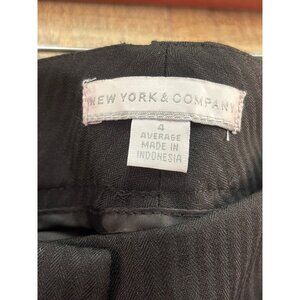 NEW YORK & COMPANY
4
AVERAGE
MADE IN
INDONESIA